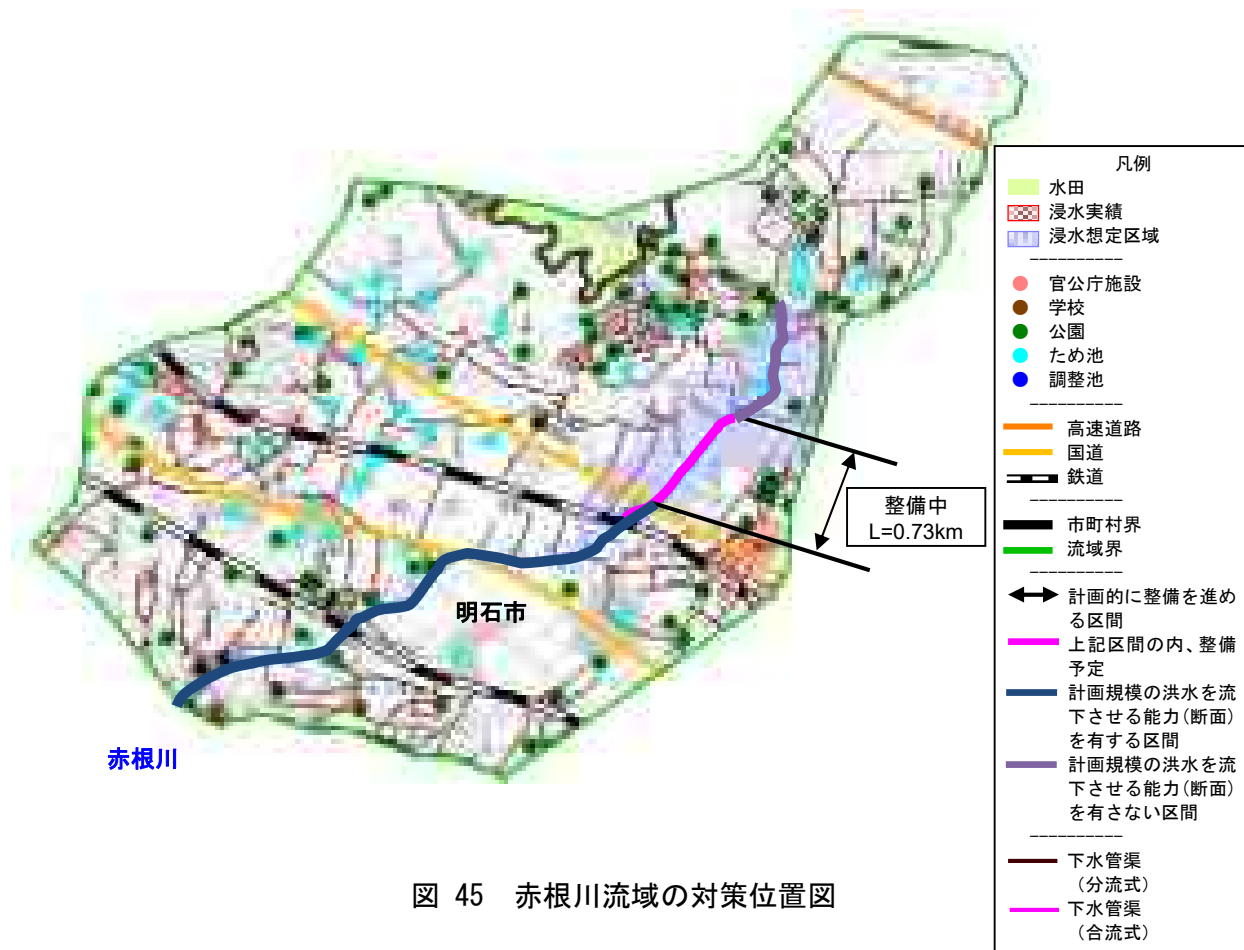 凡例
水田
浸水実績
浸水想定区域
----------
官公庁施設
学校
公園
ため池
調整池
----------
高速道路
国道
鉄道
----------
市町村界
流域界
----------
計画的に整備を進め
る区間
上記区間の内、整備
予定
計画規模の洪水を流
下させる能力(断面)
を有する区間
計画規模の洪水を流
下させる能力(断面)
を有さない区間
----------
下水管渠
(分流式)
下水管渠
(合流式)
整備中
L=0.73km
明石市
赤根川
図 45 赤根川流域の対策位置図